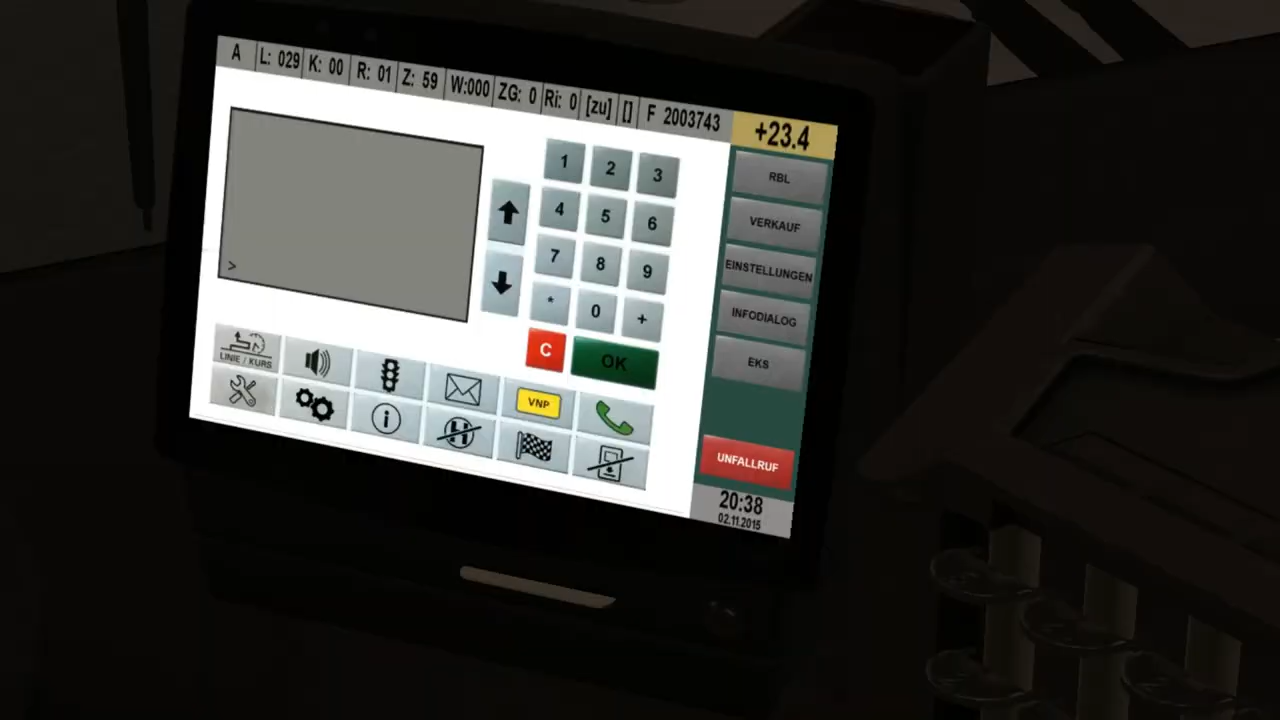 A L: 029 K: 00 R: 01 Z: 59 W:000 ZG: 0 Ri: 0 [zu] [] F 2003743
+23.4
1 2 3
4 5 6
7 8 9
* 0 +
C OK
>
LINIE / KURS
VNP
H
RBL
VERKAUF
EINSTELLUNGEN
INFODIALOG
EKS
UNFALLRUF
20:38
02.11.2015